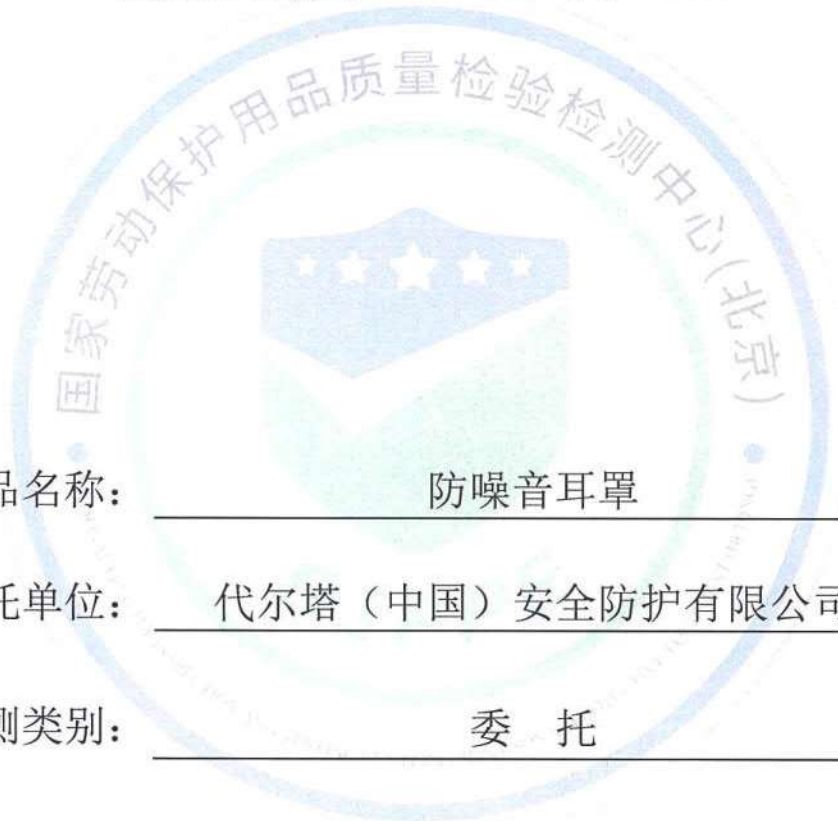 国家劳动保护用品质量检验检测中心(北京)
品名称： 防噪音耳罩
托单位： 代尔塔（中国）安全防护有限公司
测类别： 委 托